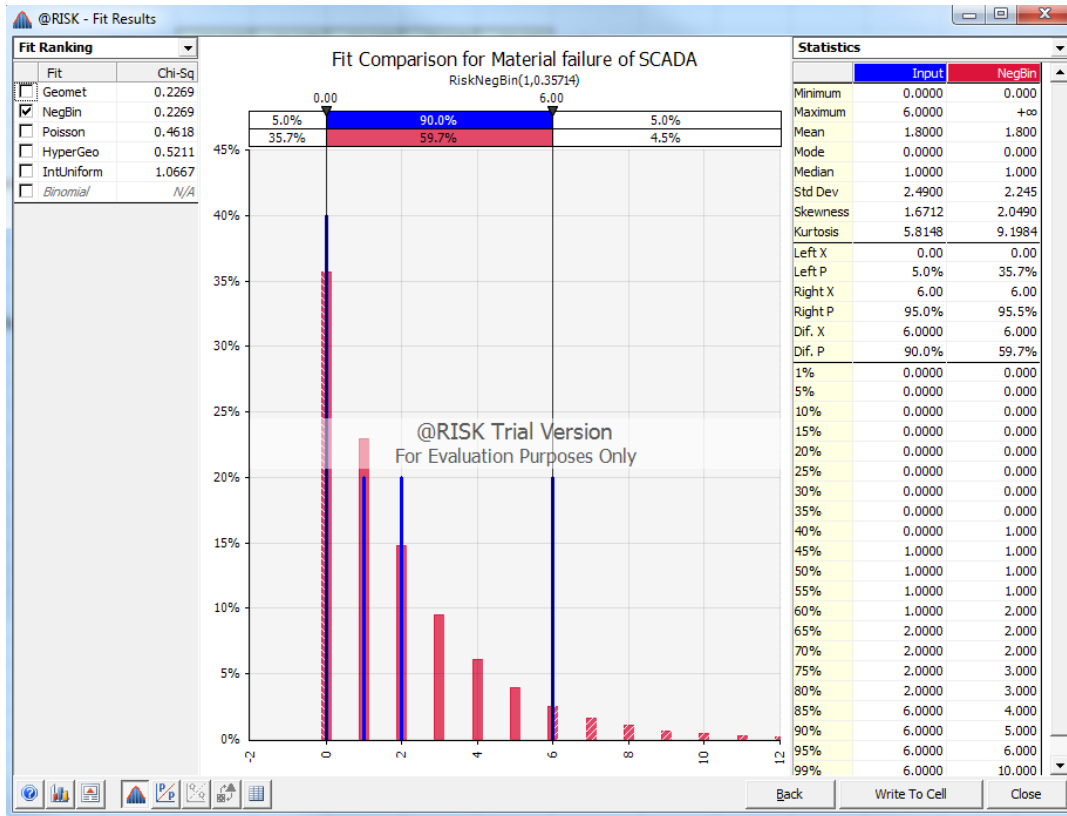 @RISK - Fit Results
Fit Ranking
Fit Chi-Sq
Geomet 0.2269
NegBin 0.2269
Poisson 0.4618
HyperGeo 0.5211
IntUniform 1.0667
Binomial N/A
Fit Comparison for Material failure of SCADA
RiskNegBin(1,0.35714)
0.00 6.00
5.0% 90.0% 5.0%
35.7% 59.7% 4.5%
45%
40%
35%
30%
25%
20%
15%
10%
5%
0%
-2 0 2 4 6 8 10 12
@RISK Trial Version
For Evaluation Purposes Only
Statistics
Input NegBin
Minimum 0.0000 0.000
Maximum 6.0000 +∞
Mean 1.8000 1.800
Mode 0.0000 0.000
Median 1.0000 1.000
Std Dev 2.4900 2.245
Skewness 1.6712 2.0490
Kurtosis 5.8148 9.1984
Left X 0.00 0.00
Left P 5.0% 35.7%
Right X 6.00 6.00
Right P 95.0% 95.5%
Dif. X 6.0000 6.000
Dif. P 90.0% 59.7%
1% 0.0000 0.000
5% 0.0000 0.000
10% 0.0000 0.000
15% 0.0000 0.000
20% 0.0000 0.000
25% 0.0000 0.000
30% 0.0000 0.000
35% 0.0000 0.000
40% 0.0000 1.000
45% 1.0000 1.000
50% 1.0000 1.000
55% 1.0000 1.000
60% 1.0000 2.000
65% 2.0000 2.000
70% 2.0000 2.000
75% 2.0000 3.000
80% 2.0000 3.000
85% 6.0000 4.000
90% 6.0000 5.000
95% 6.0000 6.000
99% 6.0000 10.000
P/P
Back Write To Cell Close